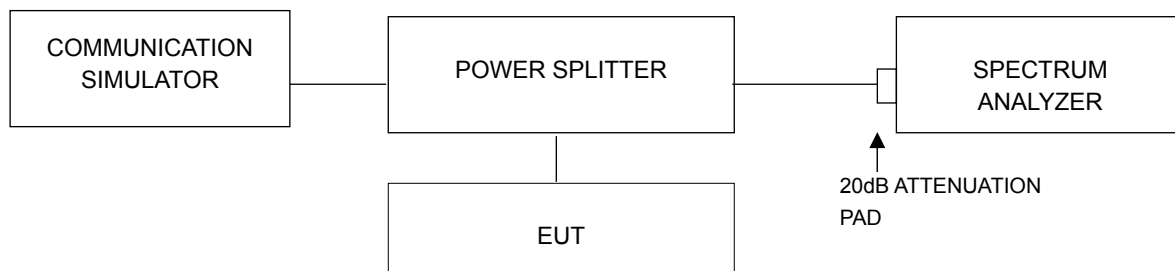 COMMUNICATION
SIMULATOR
POWER SPLITTER
SPECTRUM
ANALYZER
20dB ATTENUATION
PAD
EUT